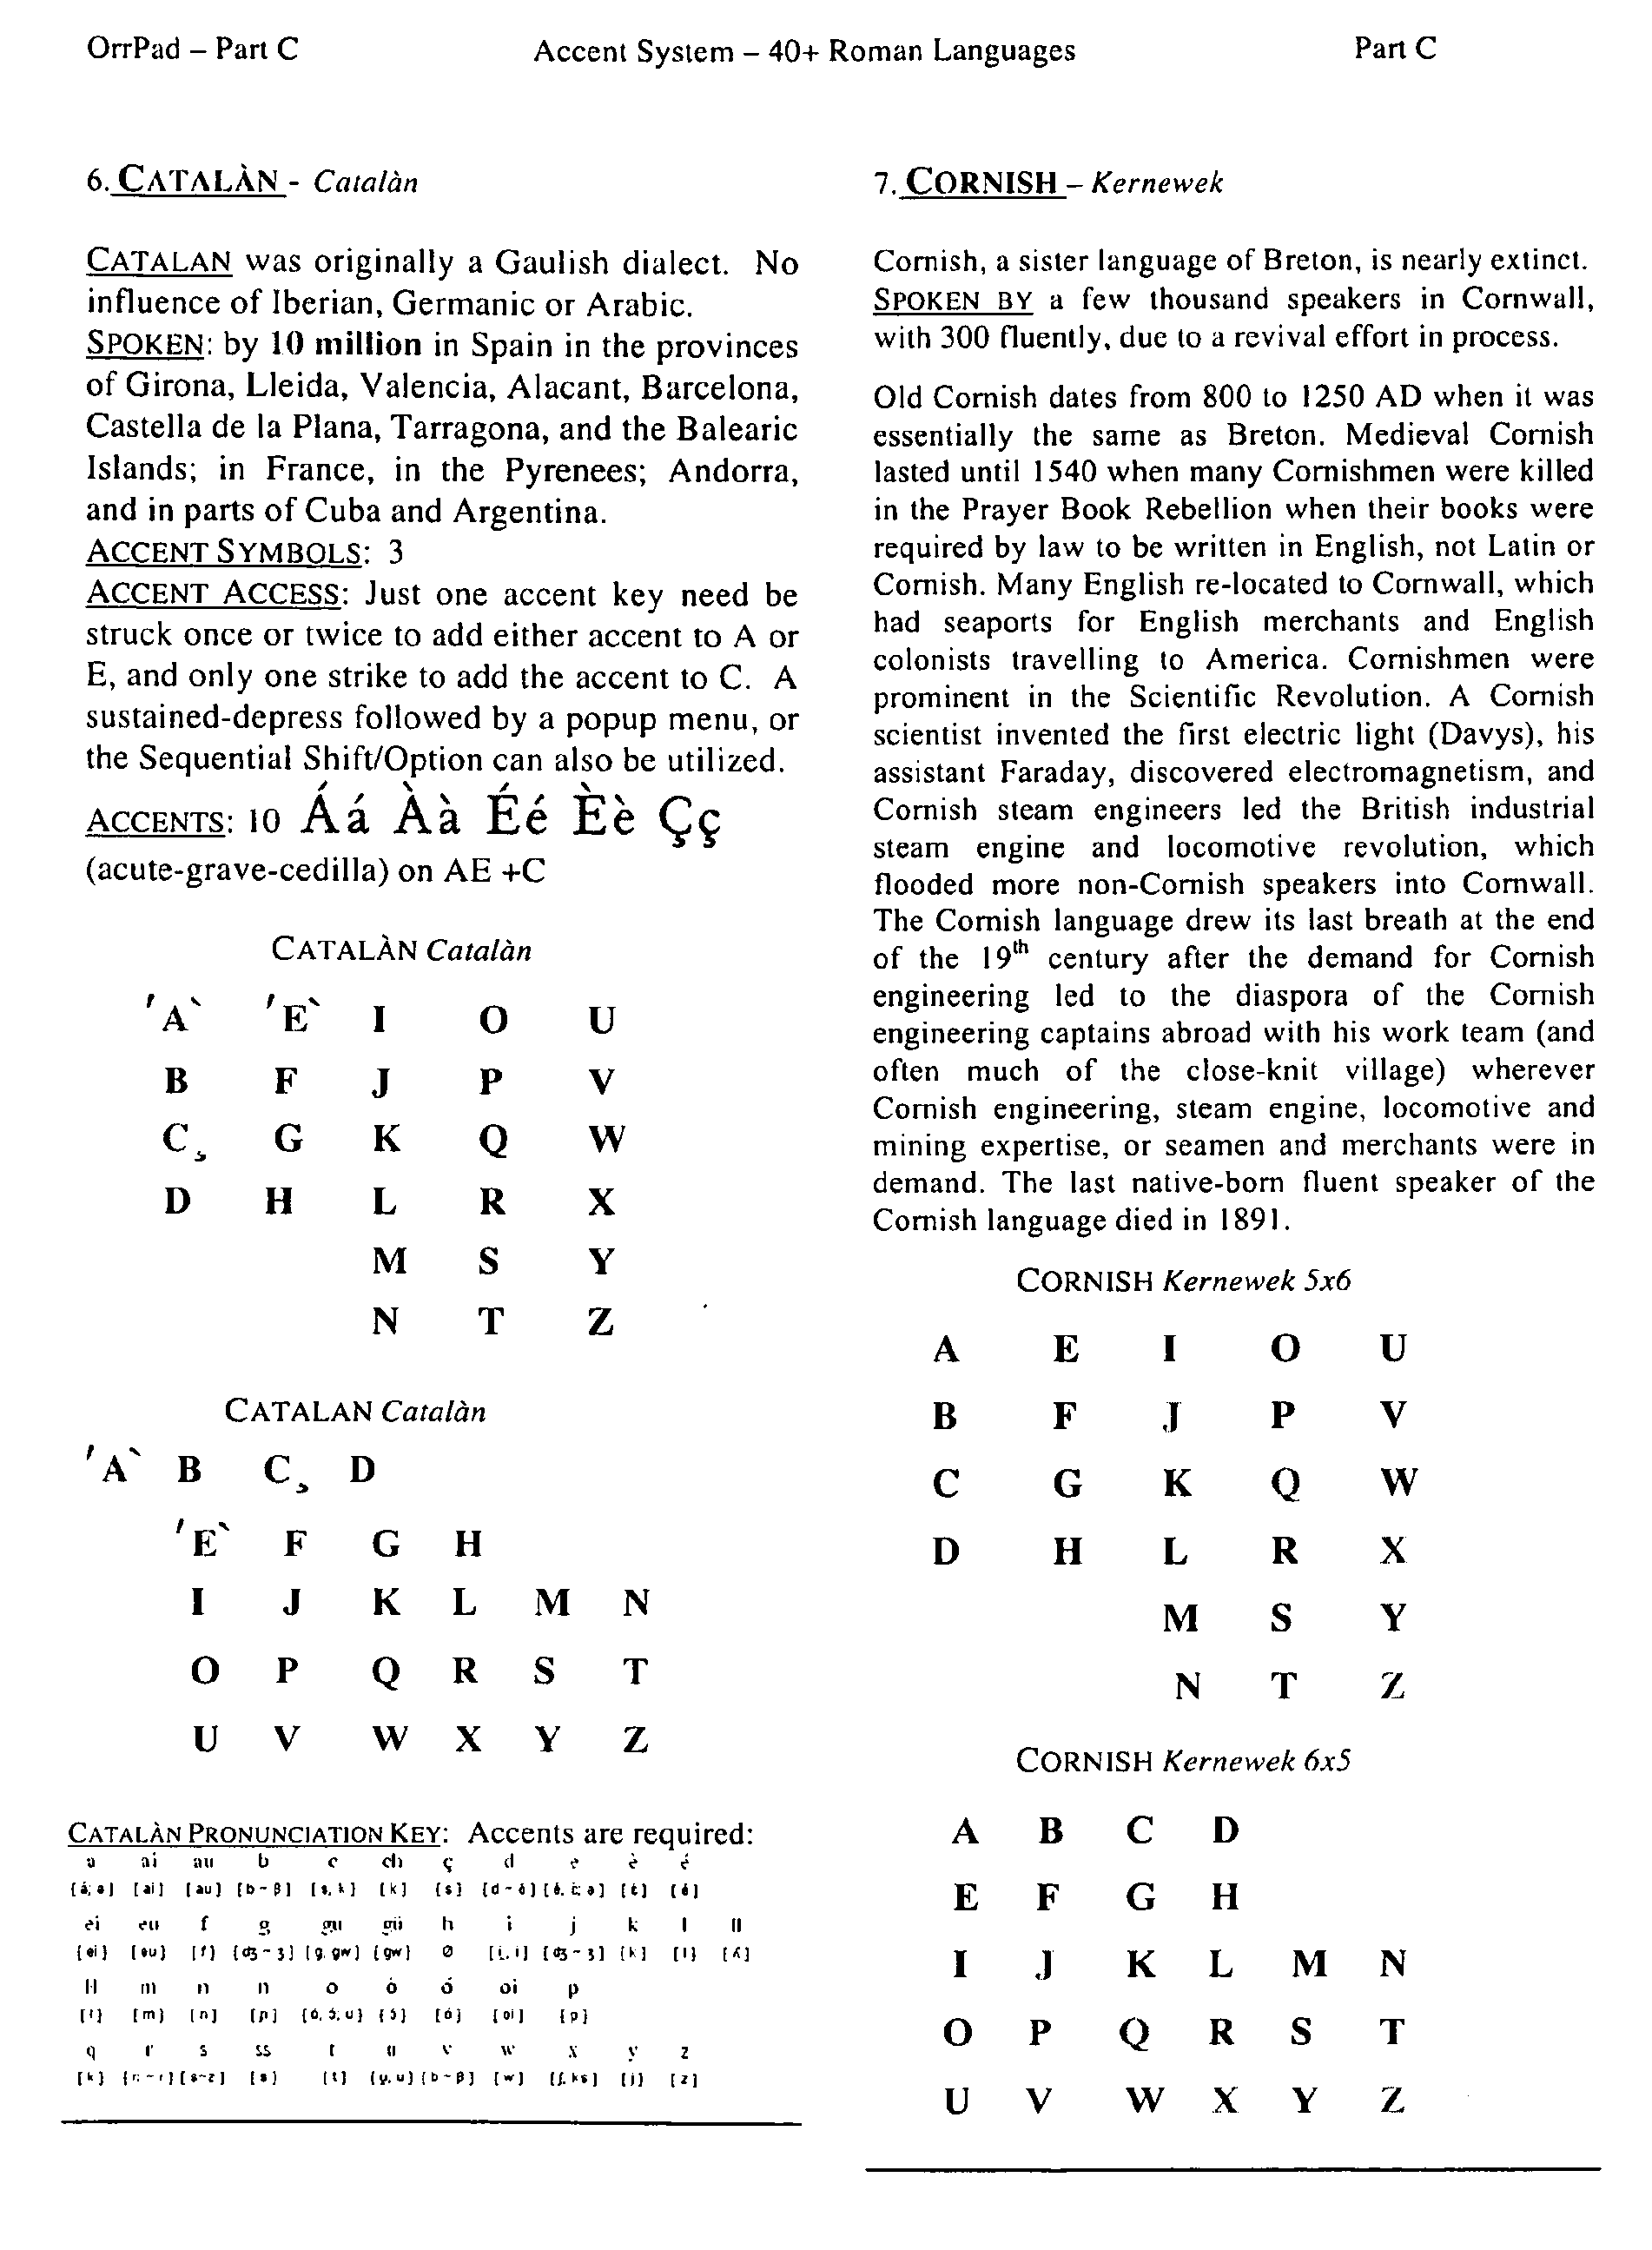 OrrPad – Part C
Accent System – 40+ Roman Languages
Part C
6. CATALÀN - Catalàn
CATALAN was originally a Gaulish dialect. No
influence of Iberian, Germanic or Arabic.
SPOKEN: by 10 million in Spain in the provinces
of Girona, Lleida, Valencia, Alacant, Barcelona,
Castella de la Plana, Tarragona, and the Balearic
Islands; in France, in the Pyrenees; Andorra,
and in parts of Cuba and Argentina.
ACCENT SYMBOLS: 3
ACCENT ACCESS: Just one accent key need be
struck once or twice to add either accent to A or
E, and only one strike to add the accent to C. A
sustained-depress followed by a popup menu, or
the Sequential Shift/Option can also be utilized.
ACCENTS: 10 Áá Àà Éé Èè Çç
(acute-grave-cedilla) on AE +C
CATALÀN Catalàn
ˊAˋ ˊEˋ I O U
B F J P V
C¸ G K Q W
D H L R X
M S Y
N T Z
CATALAN Catalàn
ˊAˋ B C¸ D
ˊEˋ F G H
I J K L M N
O P Q R S T
U V W X Y Z
CATALÀN PRONUNCIATION KEY: Accents are required:
a ai au b c ch ç d e è é
[ai] [au] [b~β] [s, k] [k] [s]
ei eu f g gu gü h i j k l ll
[ei] [eu] [f] [ʤ~ʒ] [g, gw] [gw] Ø [ʤ~ʒ] [k] [l] [ʎ]
l·l m n o ò ó oi p
[m] [n] [ɲ] [oi] [p]
q r s ss t u v w x y z
[k] [s~z] [s] [t] [b~β] [w] [ʃ, ks] [z]
7. CORNISH – Kernewek
Cornish, a sister language of Breton, is nearly extinct.
SPOKEN BY a few thousand speakers in Cornwall,
with 300 fluently, due to a revival effort in process.
Old Cornish dates from 800 to 1250 AD when it was
essentially the same as Breton. Medieval Cornish
lasted until 1540 when many Cornishmen were killed
in the Prayer Book Rebellion when their books were
required by law to be written in English, not Latin or
Cornish. Many English re-located to Cornwall, which
had seaports for English merchants and English
colonists travelling to America. Cornishmen were
prominent in the Scientific Revolution. A Cornish
scientist invented the first electric light (Davys), his
assistant Faraday, discovered electromagnetism, and
Cornish steam engineers led the British industrial
steam engine and locomotive revolution, which
flooded more non-Cornish speakers into Cornwall.
The Cornish language drew its last breath at the end
of the 19th century after the demand for Cornish
engineering led to the diaspora of the Cornish
engineering captains abroad with his work team (and
often much of the close-knit village) wherever
Cornish engineering, steam engine, locomotive and
mining expertise, or seamen and merchants were in
demand. The last native-born fluent speaker of the
Cornish language died in 1891.
CORNISH Kernewek 5x6
A E I O U
B F J P V
C G K Q W
D H L R X
M S Y
N T Z
CORNISH Kernewek 6x5
A B C D
E F G H
I J K L M N
O P Q R S T
U V W X Y Z